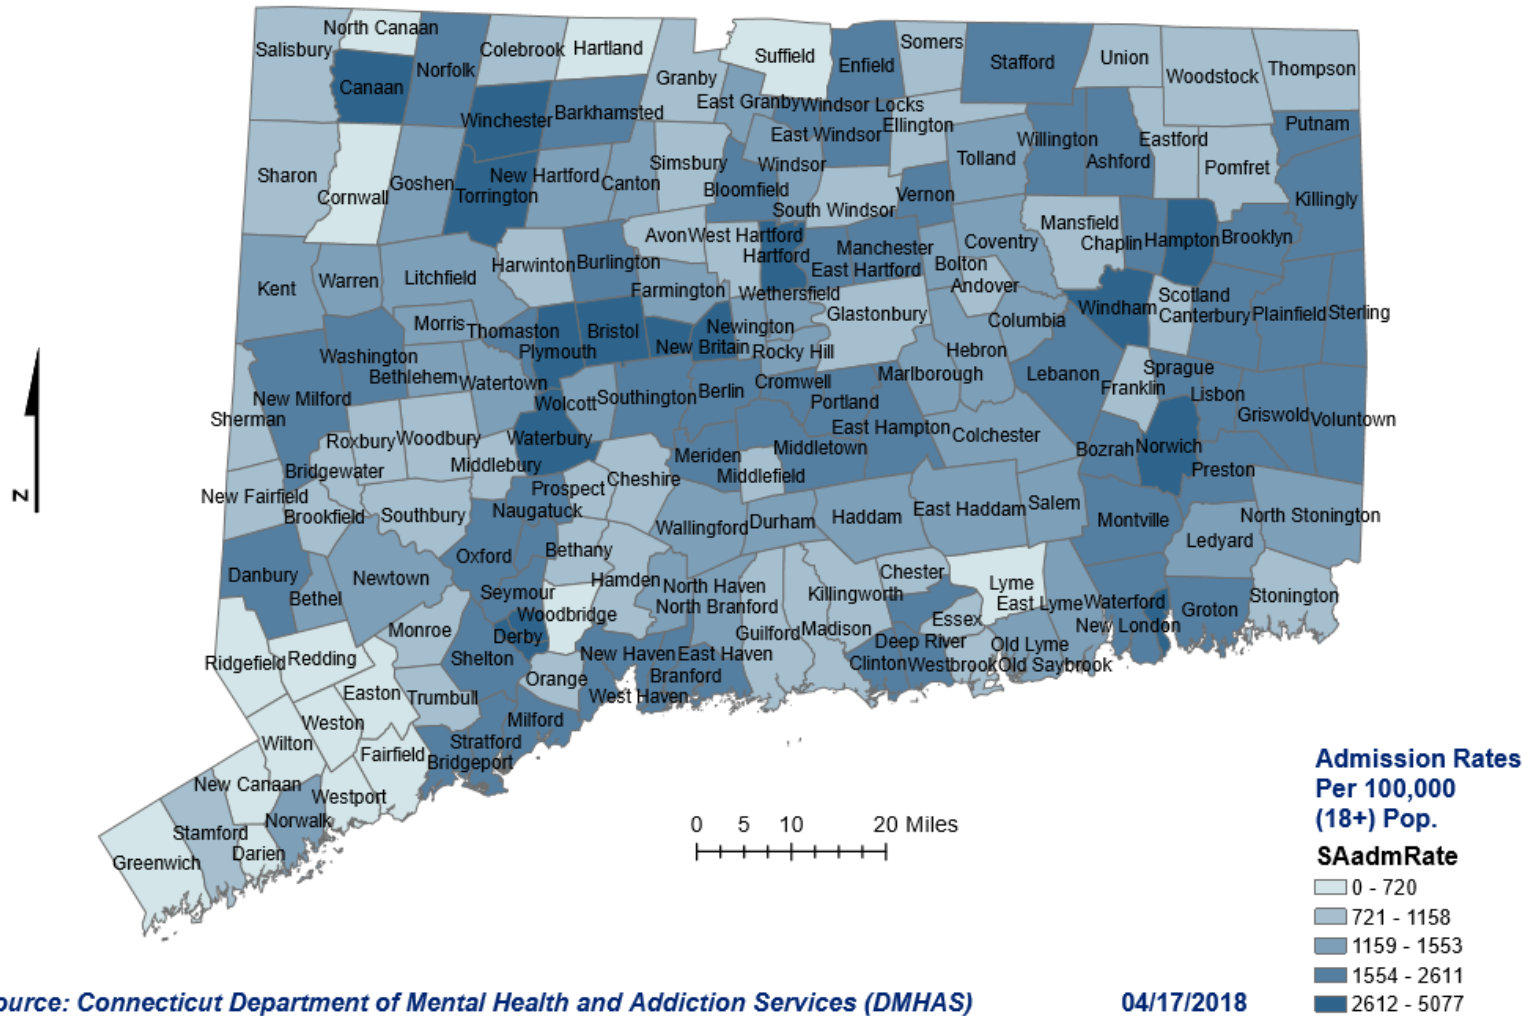 North Canaan
Salisbury
Colebrook
Hartland
Canaan
Norfolk
Granby
Suffield
Enfield
Somers
Stafford
Union
Woodstock
Thompson
Winchester
Barkhamsted
East Granby
Windsor Locks
East Windsor
Ellington
Willington
Ashford
Eastford
Putnam
Sharon
Cornwall
Goshen
Torrington
New Hartford
Canton
Simsbury
Bloomfield
Windsor
South Windsor
Vernon
Tolland
Pomfret
Killingly
Kent
Warren
Litchfield
Harwinton
Burlington
Avon
West Hartford
Hartford
Farmington
Manchester
East Hartford
Bolton
Andover
Coventry
Mansfield
Chaplin
Hampton
Brooklyn
Wethersfield
Glastonbury
Columbia
Windham
Scotland
Canterbury
Plainfield
Sterling
Morris
Thomaston
Plymouth
Bristol
New Britain
Newington
Rocky Hill
Hebron
Marlborough
Lebanon
Franklin
Sprague
Lisbon
Griswold
Voluntown
Washington
Bethlehem
Watertown
New Milford
Sherman
Wolcott
Southington
Berlin
Cromwell
Portland
East Hampton
Colchester
Bozrah
Norwich
Preston
Roxbury
Woodbury
Waterbury
Middlebury
Bridgewater
New Fairfield
Brookfield
Southbury
Prospect
Naugatuck
Cheshire
Meriden
Middletown
Middlefield
Wallingford
Durham
Haddam
East Haddam
Salem
Montville
North Stonington
Ledyard
Danbury
Bethel
Newtown
Oxford
Bethany
Hamden
Seymour
Woodbridge
North Haven
North Branford
Killingworth
Chester
Lyme
East Lyme
Waterford
New London
Groton
Stonington
Essex
Guilford
Madison
Deep River
Clinton
Westbrook
Old Lyme
Old Saybrook
Monroe
Derby
Shelton
New Haven
East Haven
Branford
West Haven
Orange
Ridgefield
Redding
Easton
Trumbull
Milford
Stratford
Bridgeport
Weston
Wilton
Fairfield
New Canaan
Westport
Stamford
Norwalk
Darien
Greenwich
N
0 5 10 20 Miles
Admission Rates
Per 100,000
(18+) Pop.
SAadmRate
0 - 720
721 - 1158
1159 - 1553
1554 - 2611
2612 - 5077
ource: Connecticut Department of Mental Health and Addiction Services (DMHAS) 04/17/2018